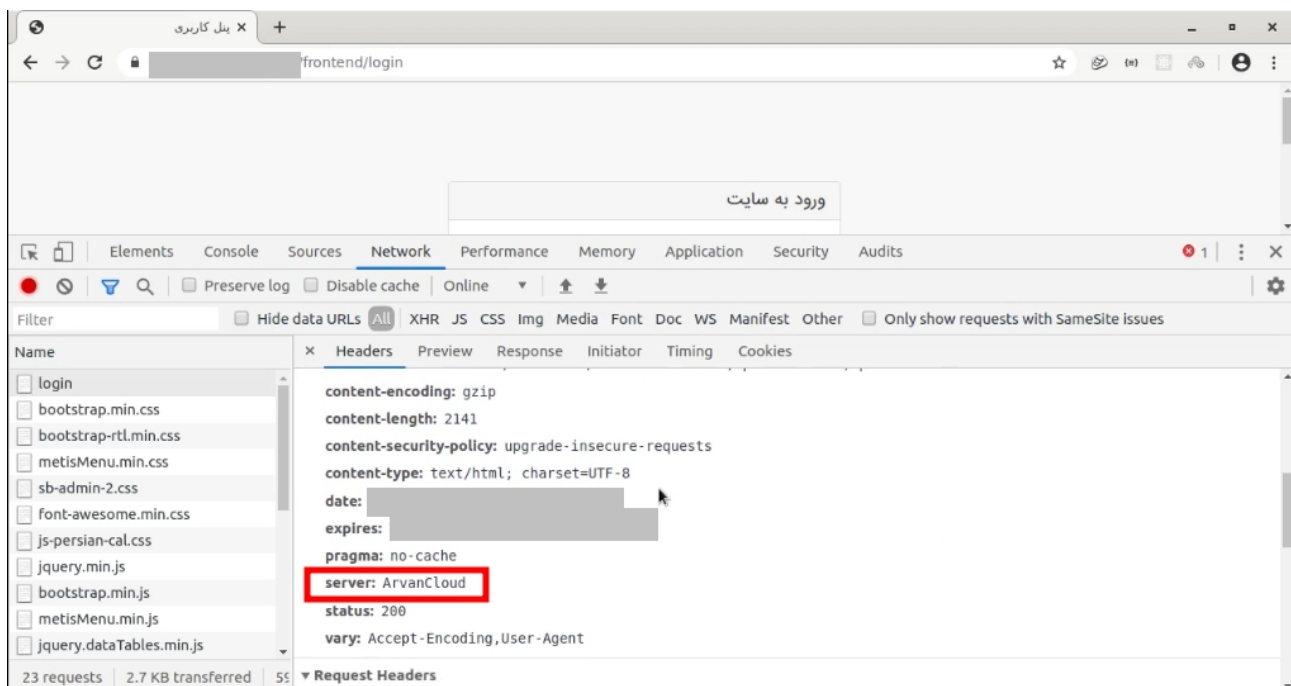 پنل کاربری
/frontend/login
ورود به سایت
Elements Console Sources Network Performance Memory Application Security Audits 1
Preserve log Disable cache Online
Filter Hide data URLs All XHR JS CSS Img Media Font Doc WS Manifest Other Only show requests with SameSite issues
Name Headers Preview Response Initiator Timing Cookies
login
bootstrap.min.css
bootstrap-rtl.min.css
metisMenu.min.css
sb-admin-2.css
font-awesome.min.css
js-persian-cal.css
jquery.min.js
bootstrap.min.js
metisMenu.min.js
jquery.dataTables.min.js
23 requests 2.7 KB transferred
content-encoding: gzip
content-length: 2141
content-security-policy: upgrade-insecure-requests
content-type: text/html; charset=UTF-8
date:
expires:
pragma: no-cache
server: ArvanCloud
status: 200
vary: Accept-Encoding,User-Agent
Request Headers